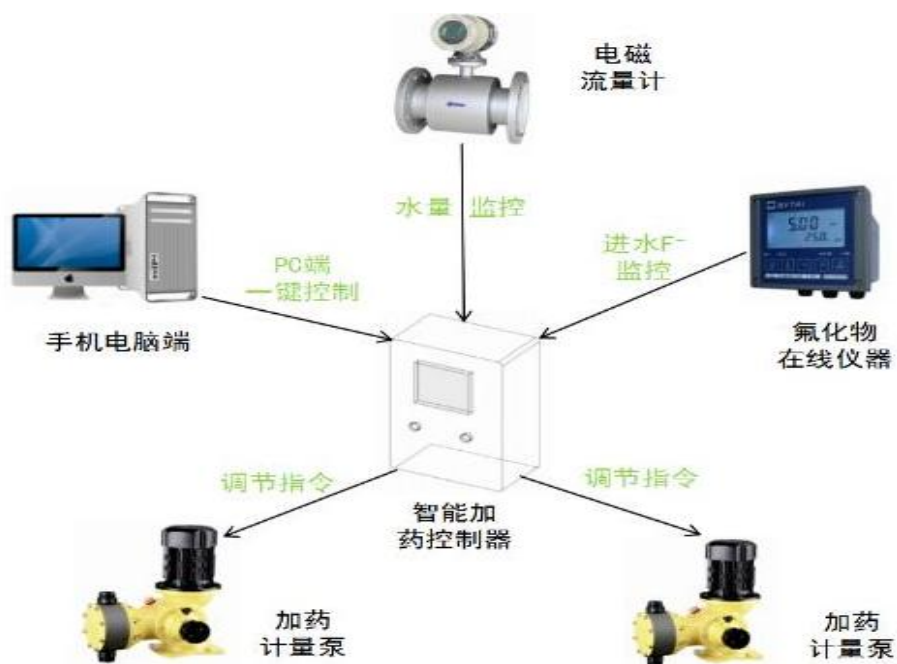 电磁
流量计
水量 监控
进水F-
监控
PC端
一键控制
手机电脑端
氟化物
在线仪器
调节指令
调节指令
智能加
药控制器
加药
计量泵
加药
计量泵